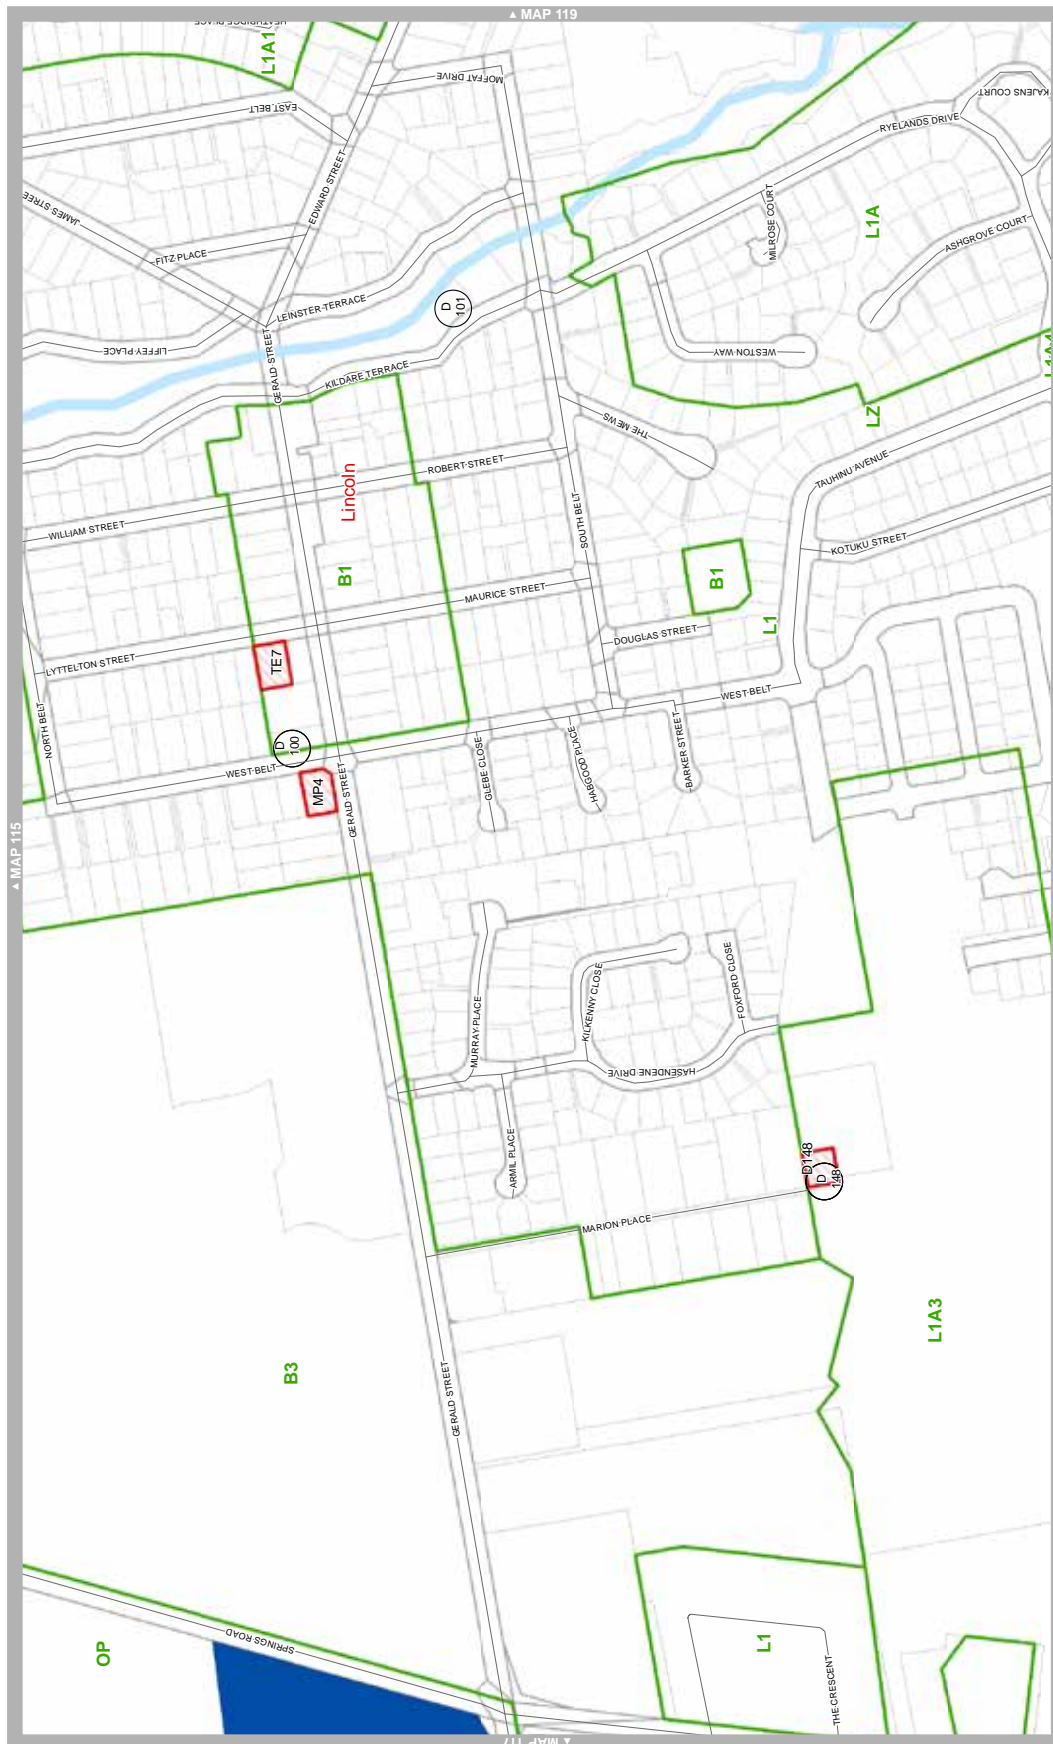 ▲ MAP 119
HEATHRIDGE PLACE
L1A1
EAST BELT
MOFFAT DRIVE
KAJENS COURT
RYELANDS DRIVE
EDWARD STREET
JAMES STREE
MILROSE COURT
L1A
ASHGROVE COURT
FITZ PLACE
LEINSTER TERRACE
D
101
LIFFEY PLACE
GERALD STREET
WESTON WAY
L1A4
KILDARE TERRACE
LZ
THE MEWS
ROBERT STREET
TAUHINU AVENUE
Lincoln
WILLIAM STREET
SOUTH BELT
KOTUKU STREET
B1
B1
MAURICE STREET
L1
DOUGLAS STREET
LYTTELTON STREET
TE7
WEST BELT
NORTH BELT
D
100
WEST BELT
MP4
GERALD STREET
GLEBE CLOSE
HABGOOD PLACE
BARKER STREET
▲ MAP 115
MURRAY PLACE
KILKENNY CLOSE
FOXFORD CLOSE
HASENDENE DRIVE
ARMIL PLACE
D148
D
148
MARION PLACE
L1A3
B3
GERALD STREET
SPRINGS ROAD
OP
L1
THE CRESCENT
▲ MAP 117